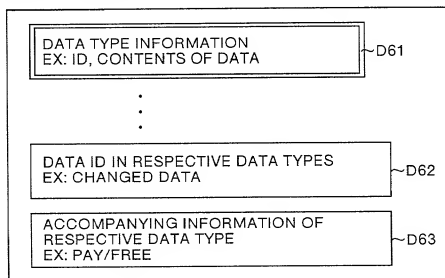 DATA TYPE INFORMATION
EX: ID, CONTENTS OF DATA
D61
DATA ID IN RESPECTIVE DATA TYPES
EX: CHANGED DATA
D62
ACCOMPANYING INFORMATION OF
RESPECTIVE DATA TYPE
EX: PAY/FREE
D63